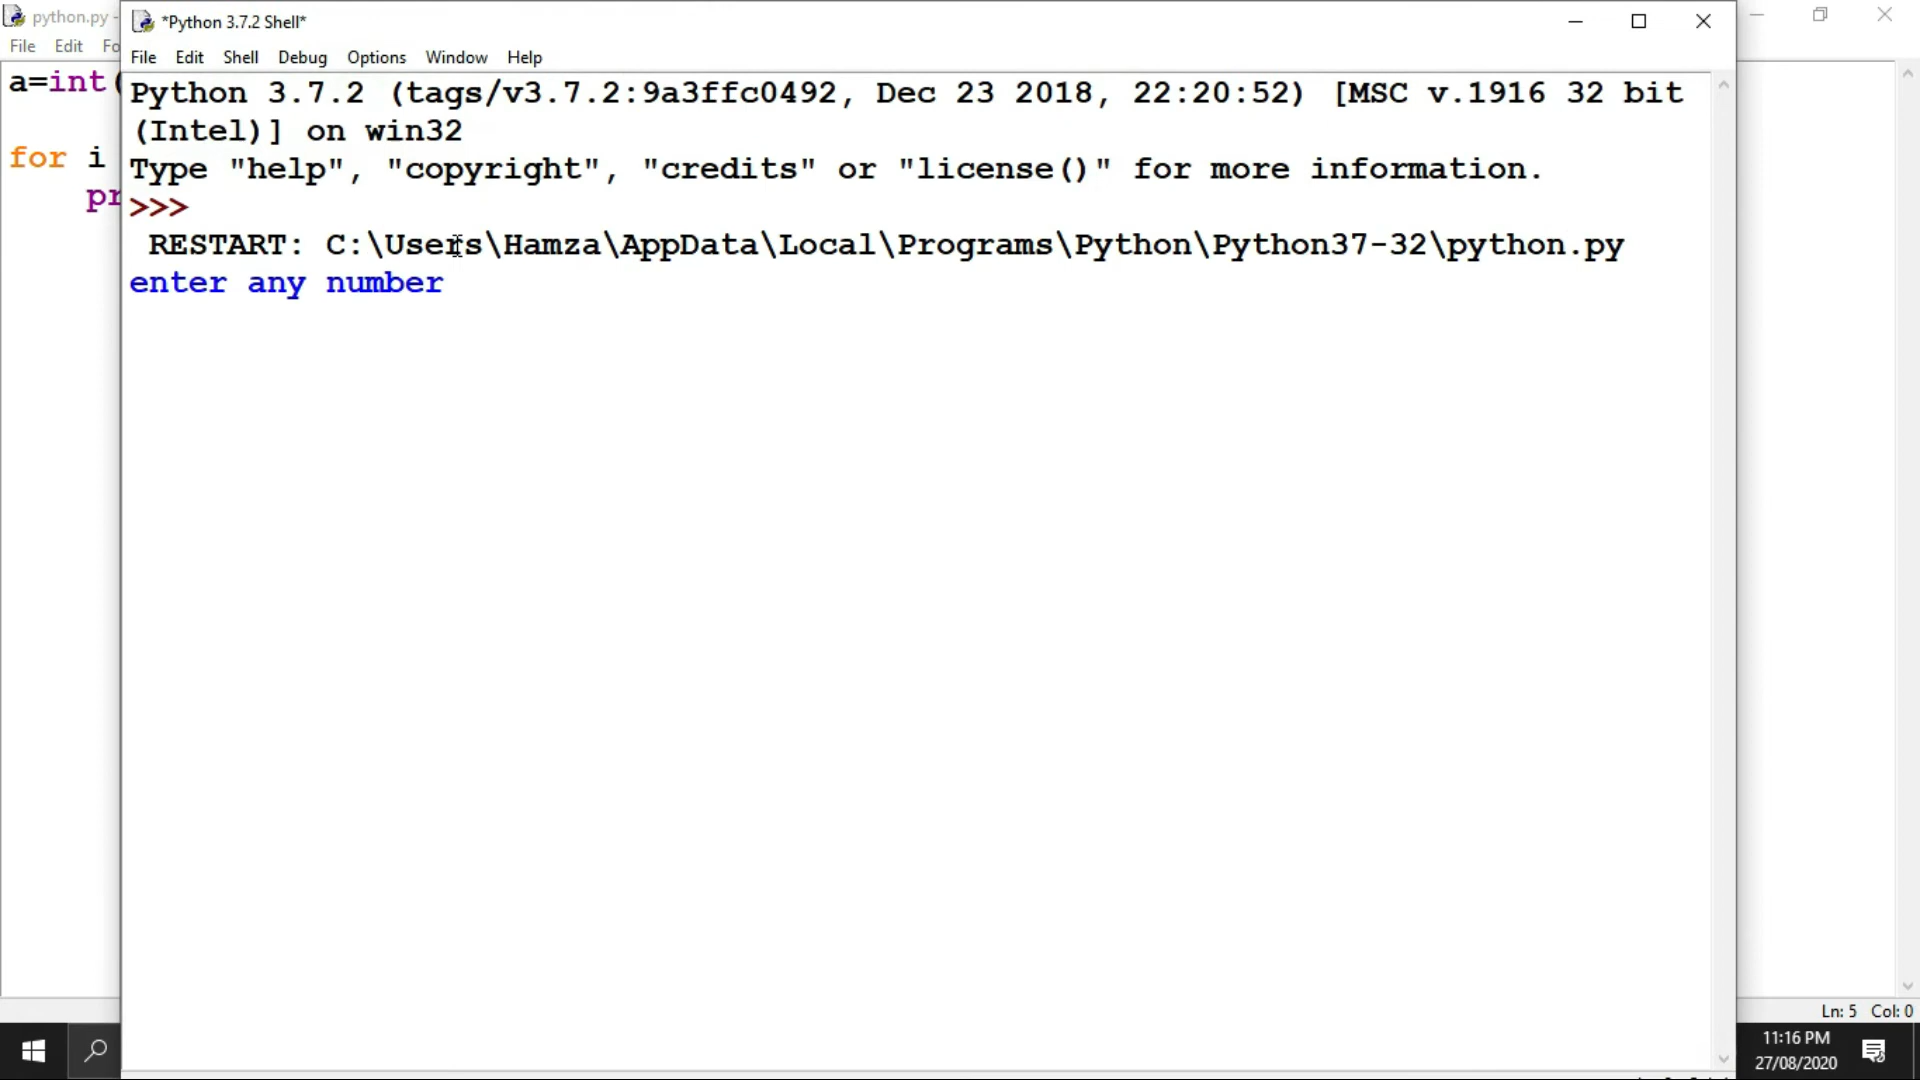 python.py -
File Edit Fo
a=int(
for i
pr
*Python 3.7.2 Shell*
File Edit Shell Debug Options Window Help
Python 3.7.2 (tags/v3.7.2:9a3ffc0492, Dec 23 2018, 22:20:52) [MSC v.1916 32 bit
(Intel)] on win32
Type "help", "copyright", "credits" or "license()" for more information.
>>>
RESTART: C:\Users\Hamza\AppData\Local\Programs\Python\Python37-32\python.py
enter any number
Ln: 5 Col: 0
11:16 PM
27/08/2020